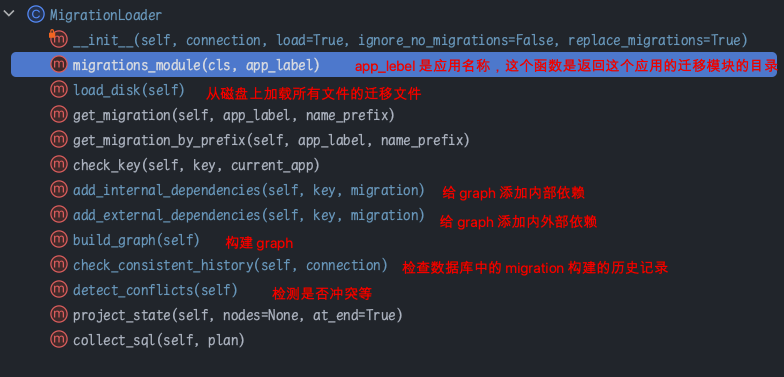 MigrationLoader
__init__(self, connection, load=True, ignore_no_migrations=False, replace_migrations=True)
migrations_module(cls, app_label) app_lebel 是应用名称，这个函数是返回这个应用的迁移模块的目录
load_disk(self) 从磁盘上加载所有文件的迁移文件
get_migration(self, app_label, name_prefix)
get_migration_by_prefix(self, app_label, name_prefix)
check_key(self, key, current_app)
add_internal_dependencies(self, key, migration) 给 graph 添加内部依赖
add_external_dependencies(self, key, migration) 给 graph 添加内外部依赖
build_graph(self) 构建 graph
check_consistent_history(self, connection) 检查数据库中的 migration 构建的历史记录
detect_conflicts(self) 检测是否冲突等
project_state(self, nodes=None, at_end=True)
collect_sql(self, plan)